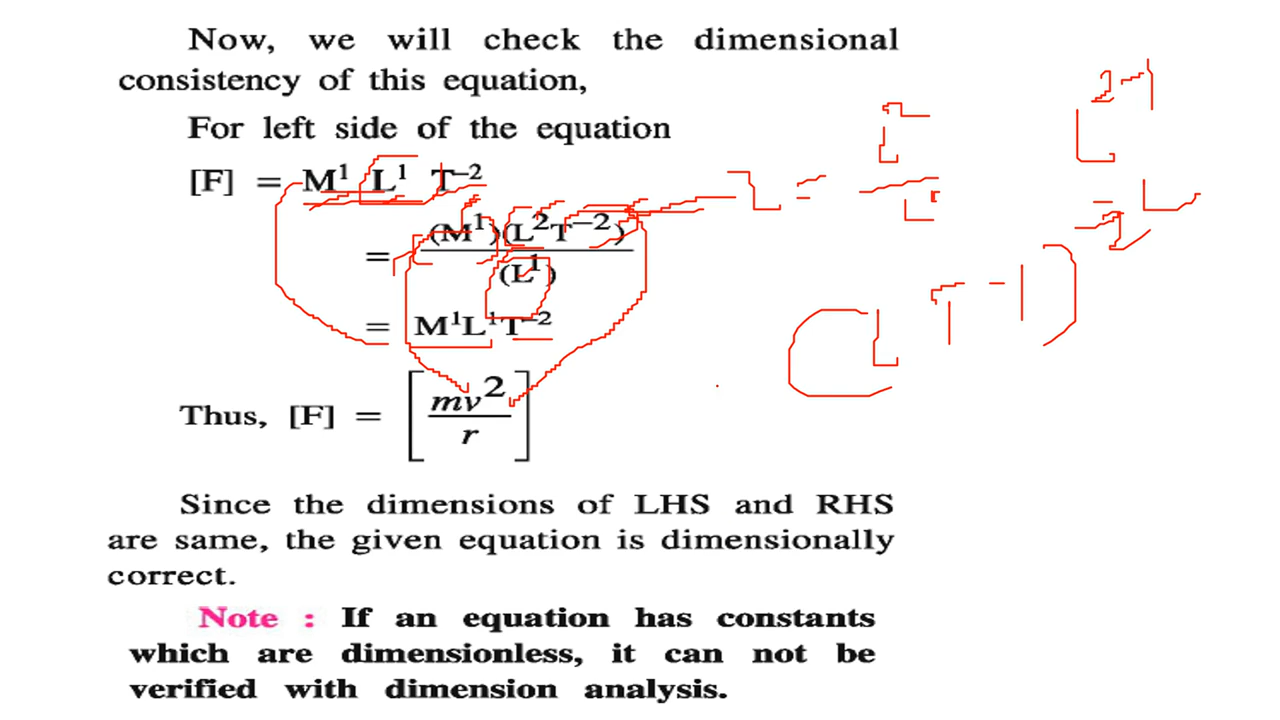 Now, we will check the dimensional
consistency of this equation,
For left side of the equation
[F] = M¹ L¹ T⁻²
= (M¹)(L²T⁻²) / (L¹)
= M¹L¹T⁻²
Thus, [F] = [mv² / r]
Since the dimensions of LHS and RHS
are same, the given equation is dimensionally
correct.
Note : If an equation has constants
which are dimensionless, it can not be
verified with dimension analysis.
L²⁻¹
= L